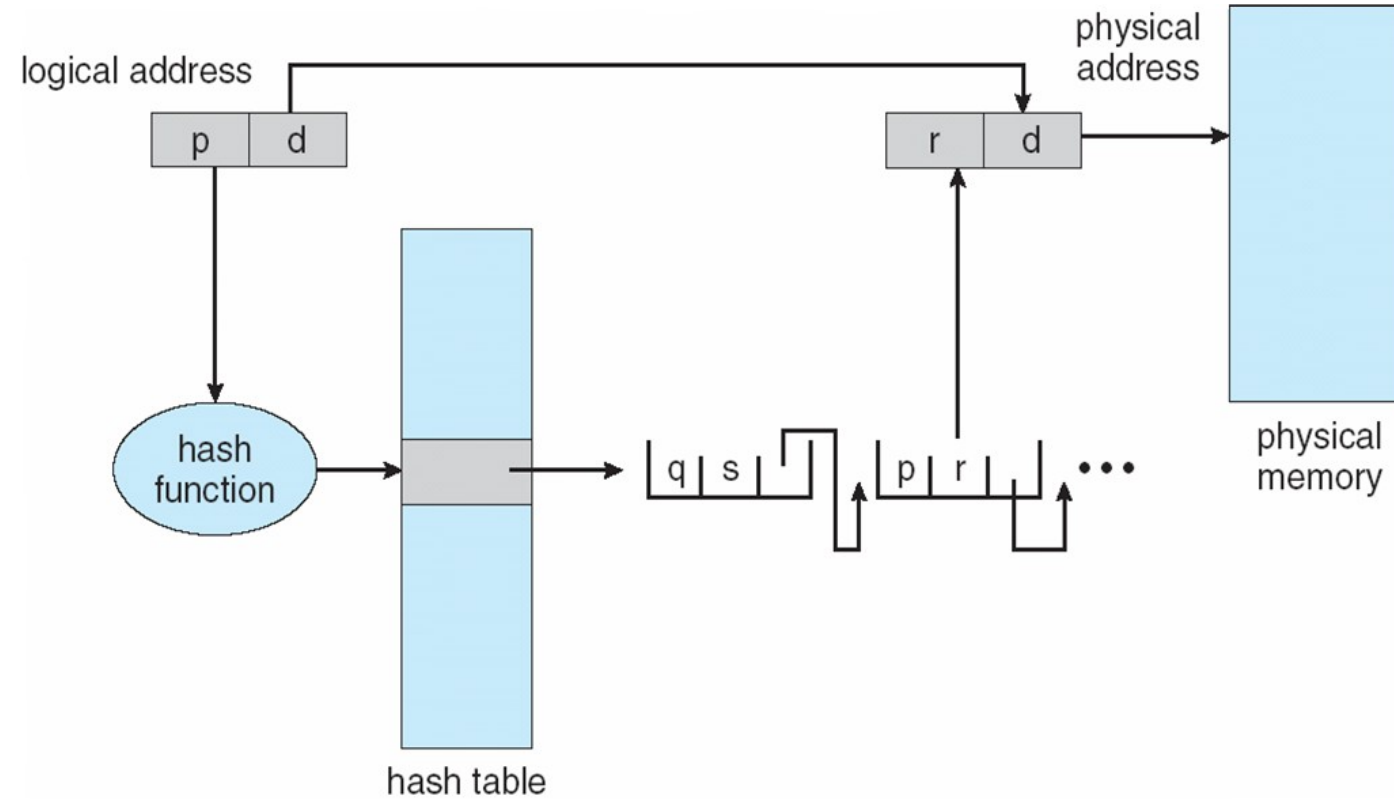 logical address
physical
address
p d
r d
hash
function
q s
p r
•••
physical
memory
hash table